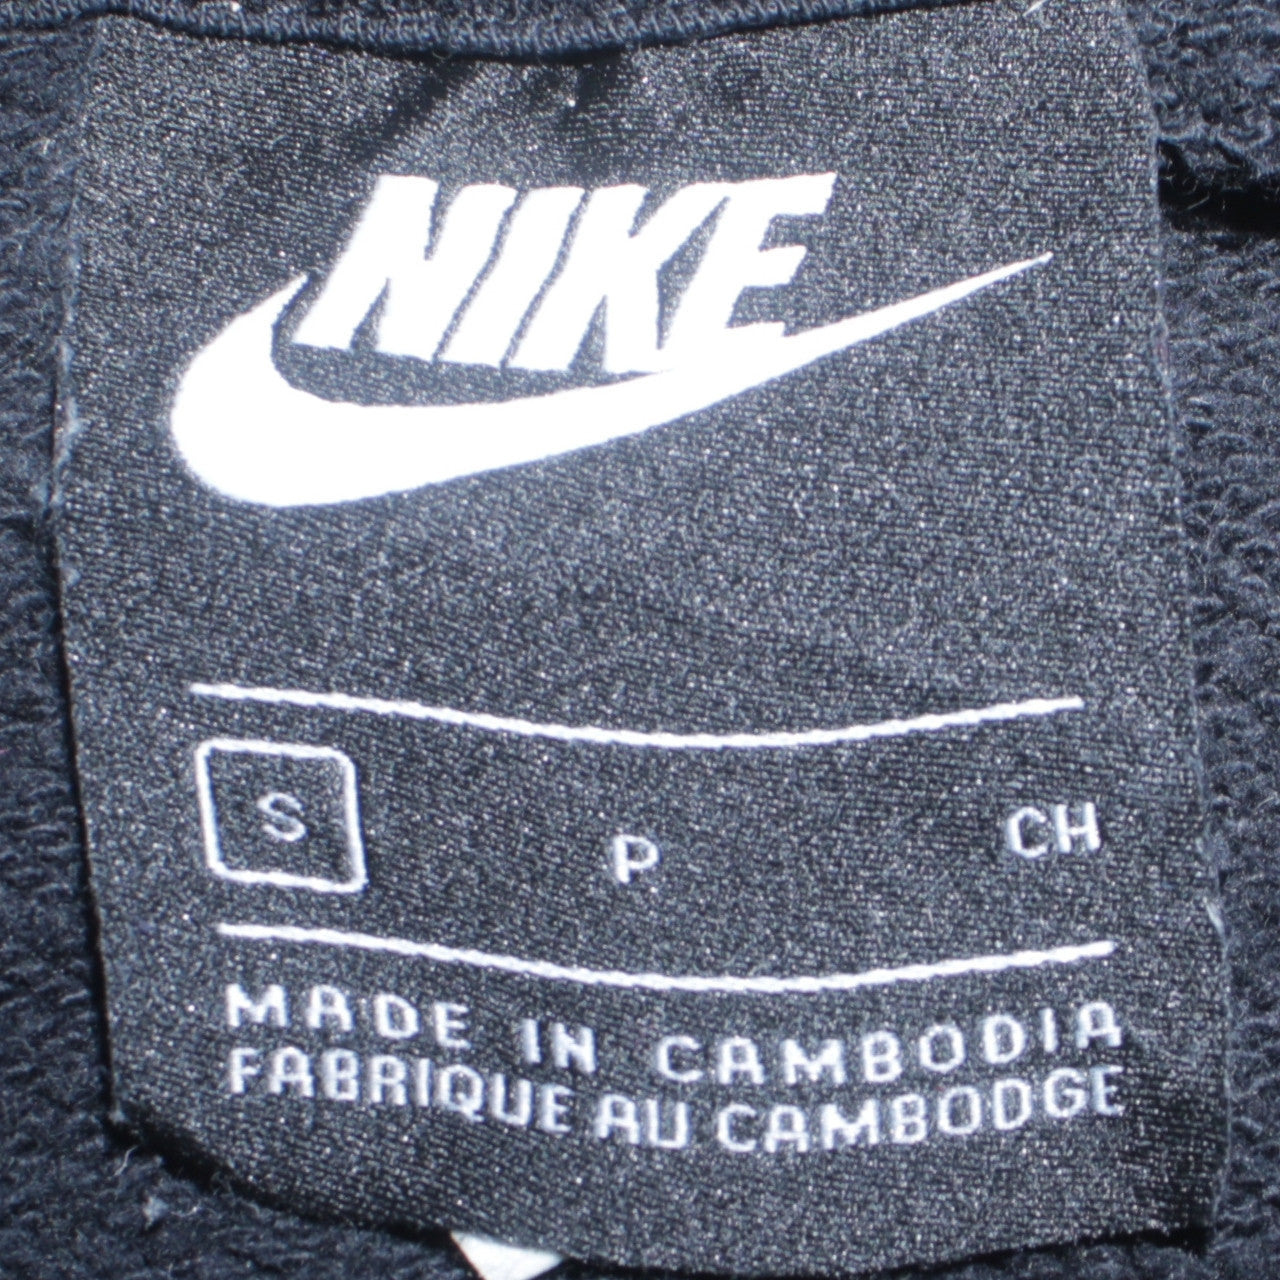 NIKE
S P CH
MADE IN CAMBODIA
FABRIQUE AU CAMBODGE